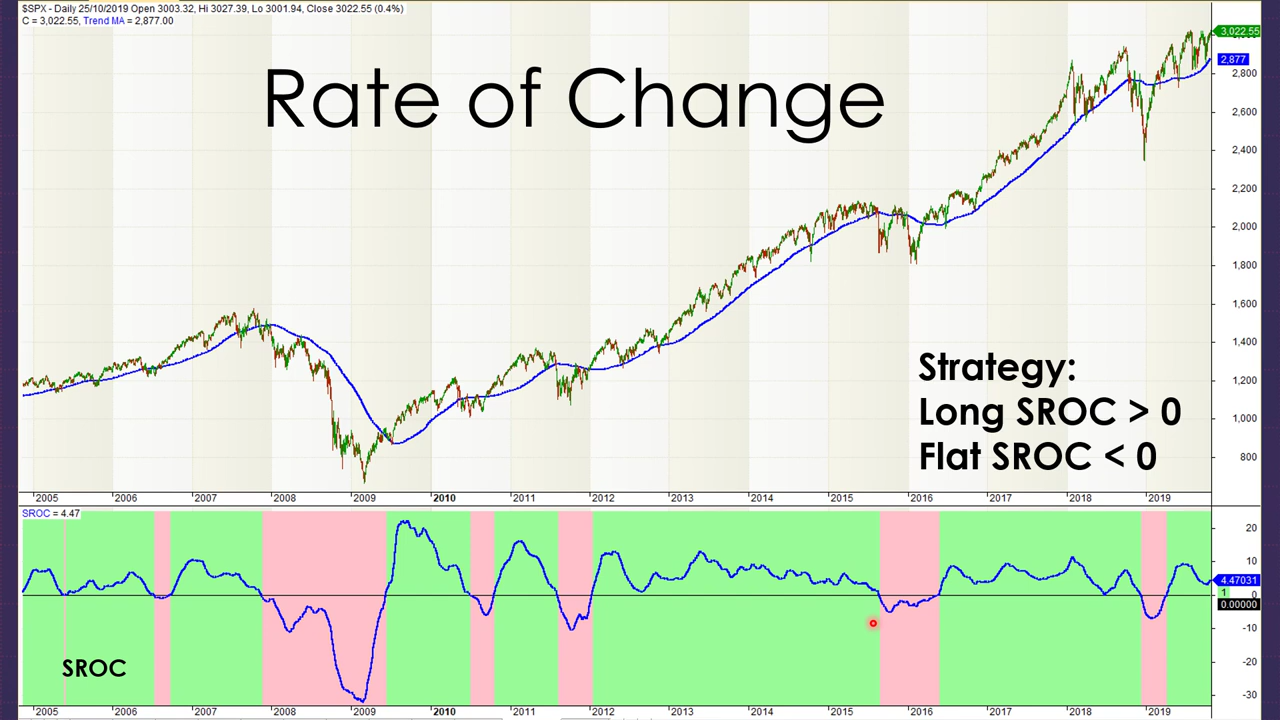 $SPX - Daily 25/10/2019 Open 3003.32, Hi 3027.39, Lo 3001.94, Close 3022.55 (0.4%)
C = 3,022.55, Trend MA = 2,877.00
Rate of Change
3,022.55
2,877
2,800
2,600
2,400
2,200
2,000
1,800
1,600
1,400
1,200
1,000
800
Strategy:
Long SROC > 0
Flat SROC < 0
2005 2006 2007 2008 2009 2010 2011 2012 2013 2014 2015 2016 2017 2018 2019
SROC = 4.47
20
10
4.47031
0
1
0.00000
-10
-20
-30
SROC
2005 2006 2007 2008 2009 2010 2011 2012 2013 2014 2015 2016 2017 2018 2019